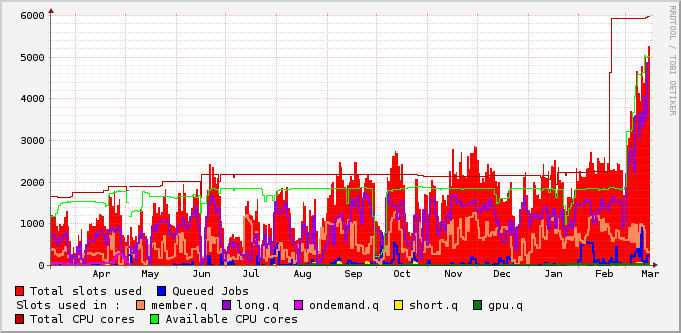 6000
5000
4000
3000
2000
1000
0
Apr May Jun Jul Aug Sep Oct Nov Dec Jan Feb Mar
RRDTOOL / TOBI OETIKER
Total slots used Queued Jobs
Slots used in : member.q long.q ondemand.q short.q gpu.q
Total CPU cores Available CPU cores